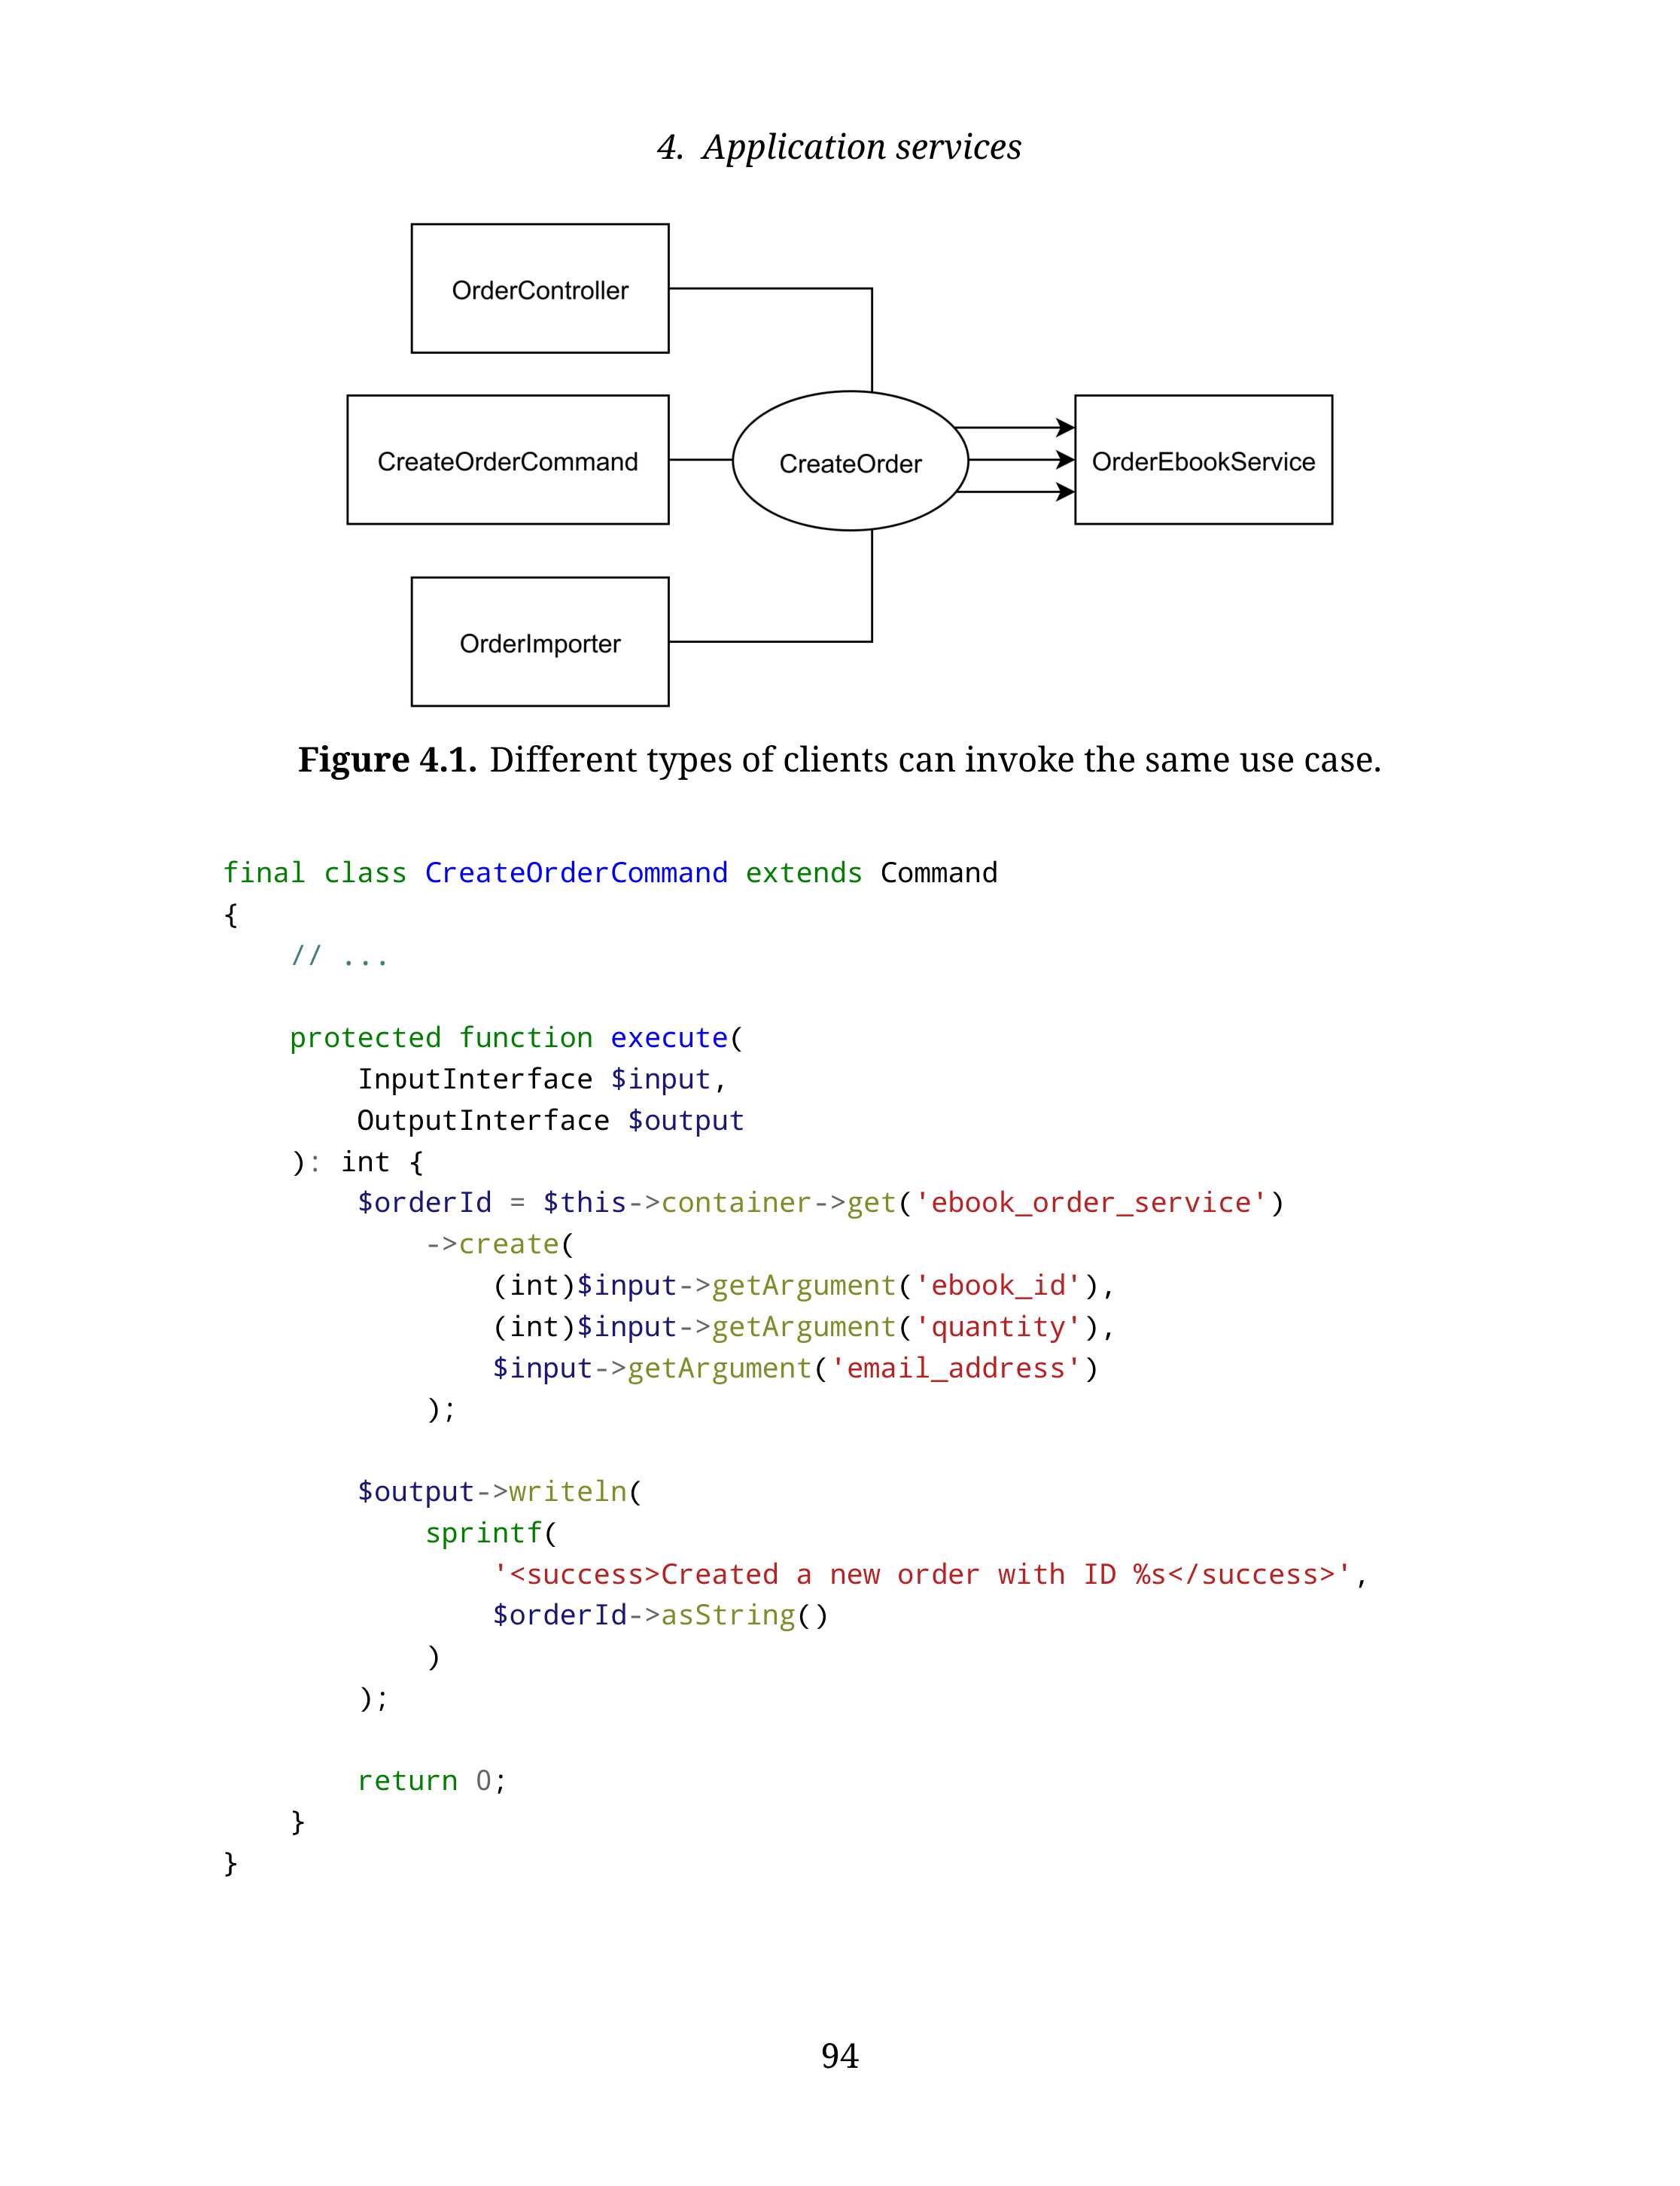 4. Application services
OrderController
CreateOrderCommand
CreateOrder
OrderEbookService
OrderImporter
Figure 4.1. Different types of clients can invoke the same use case.
final class CreateOrderCommand extends Command
{
    // ...

    protected function execute(
        InputInterface $input,
        OutputInterface $output
    ): int {
        $orderId = $this->container->get('ebook_order_service')
            ->create(
                (int)$input->getArgument('ebook_id'),
                (int)$input->getArgument('quantity'),
                $input->getArgument('email_address')
            );

        $output->writeln(
            sprintf(
                '<success>Created a new order with ID %s</success>',
                $orderId->asString()
            )
        );

        return 0;
    }
}
94